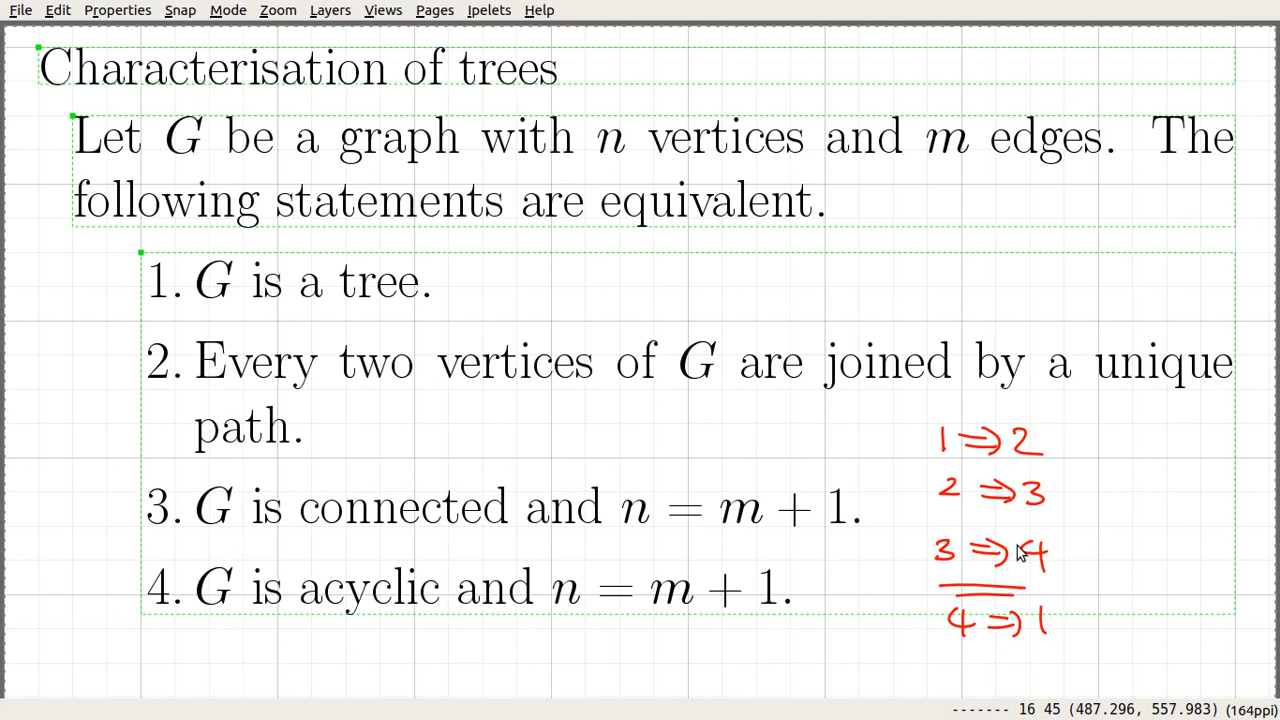 File Edit Properties Snap Mode Zoom Layers Views Pages Ipelets Help
Characterisation of trees
Let G be a graph with n vertices and m edges. The
following statements are equivalent.
1. G is a tree.
2. Every two vertices of G are joined by a unique
path.
3. G is connected and n = m + 1.
4. G is acyclic and n = m + 1.
1 ⇒ 2
2 ⇒ 3
3 ⇒ 4
4 ⇒ 1
------- 16 45 (487.296, 557.983) (164ppi)